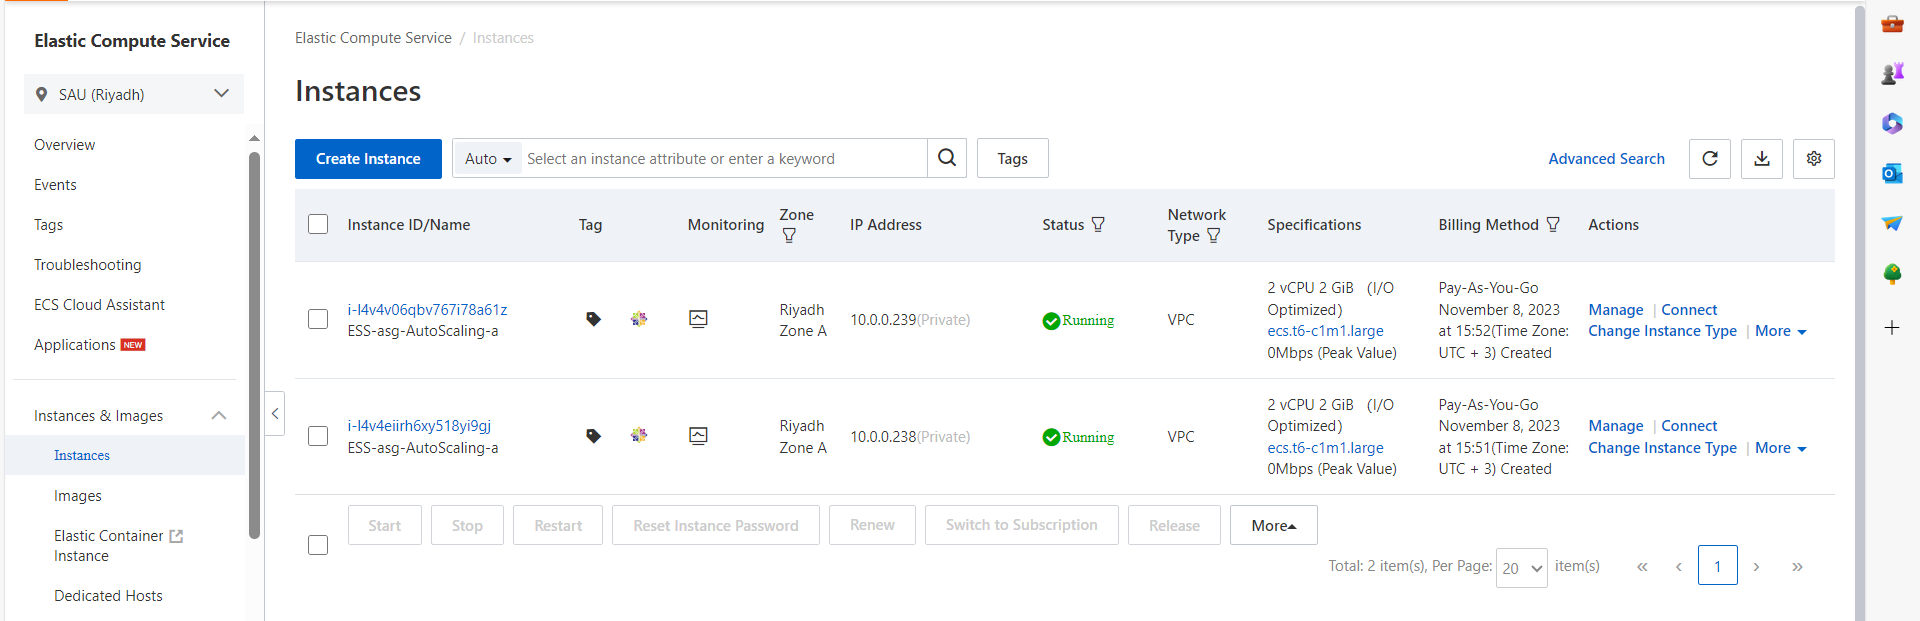 Elastic Compute Service
SAU (Riyadh)
Overview
Events
Tags
Troubleshooting
ECS Cloud Assistant
Applications NEW
Instances & Images
Instances
Images
Elastic Container
Instance
Dedicated Hosts
Elastic Compute Service / Instances
Instances
Create Instance
Auto
Select an instance attribute or enter a keyword
Tags
Advanced Search
Instance ID/Name Tag Monitoring Zone IP Address Status Network Type Specifications Billing Method Actions
i-l4v4v06qbv767i78a61z
ESS-asg-AutoScaling-a
Riyadh
Zone A
10.0.0.239(Private)
Running
VPC
2 vCPU 2 GiB (I/O
Optimized)
ecs.t6-c1m1.large
0Mbps (Peak Value)
Pay-As-You-Go
November 8, 2023
at 15:52(Time Zone:
UTC + 3) Created
Manage | Connect
Change Instance Type | More
i-l4v4eiirh6xy518yi9gj
ESS-asg-AutoScaling-a
Riyadh
Zone A
10.0.0.238(Private)
Running
VPC
2 vCPU 2 GiB (I/O
Optimized)
ecs.t6-c1m1.large
0Mbps (Peak Value)
Pay-As-You-Go
November 8, 2023
at 15:51(Time Zone:
UTC + 3) Created
Manage | Connect
Change Instance Type | More
Start Stop Restart Reset Instance Password Renew Switch to Subscription Release More
Total: 2 item(s), Per Page: 20 item(s) « ‹ 1 › »